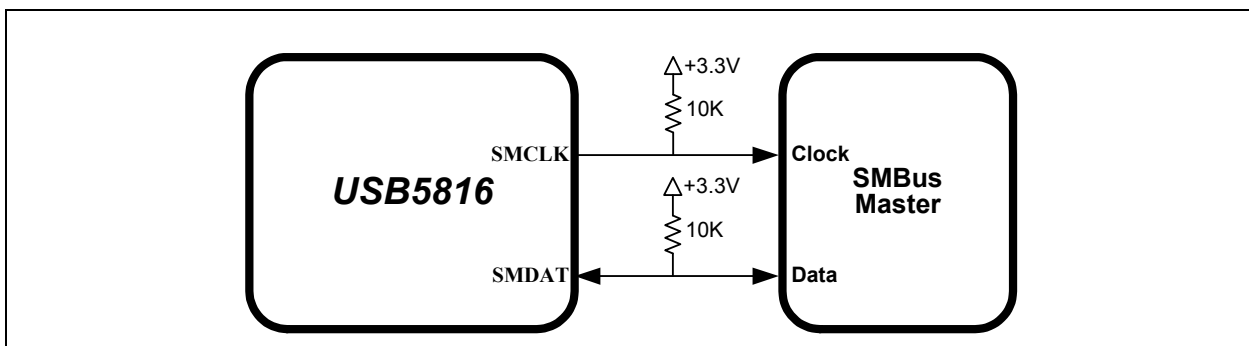 +3.3V
10K
SMCLK
Clock
USB5816
SMBus
Master
+3.3V
10K
SMDAT
Data